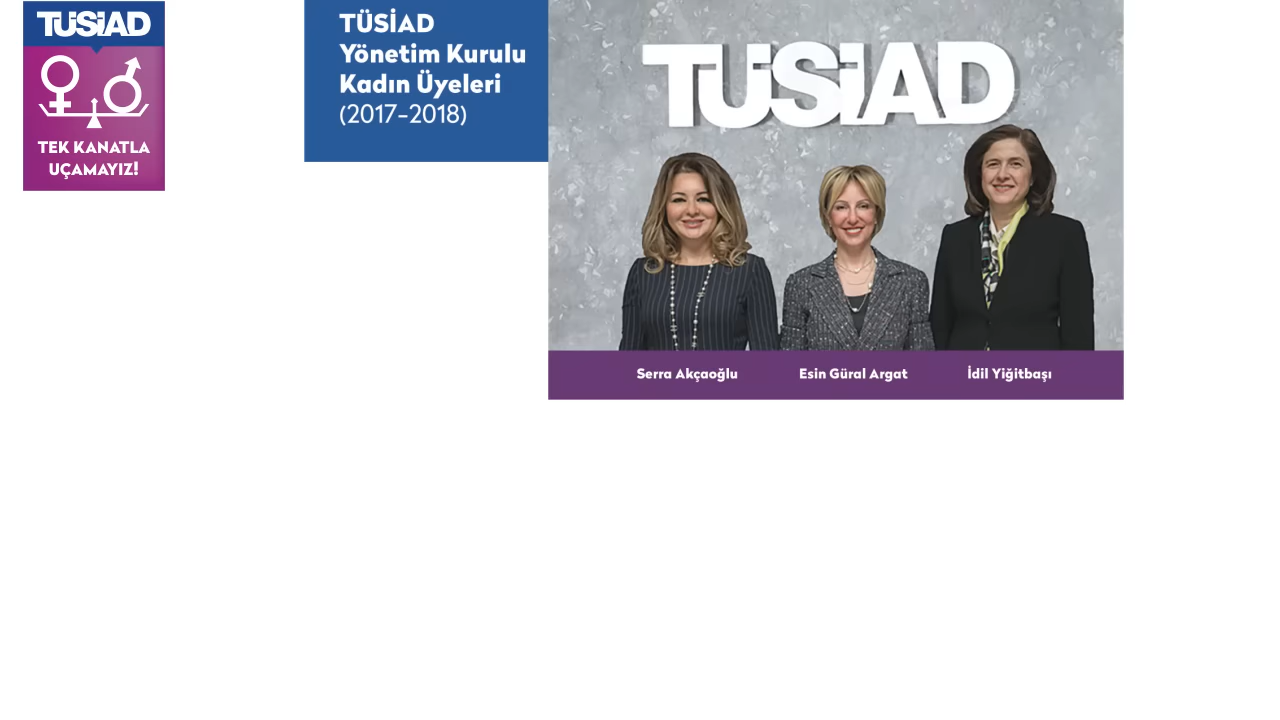 TÜSİAD
TEK KANATLA
UÇAMAYIZ!
TÜSİAD
Yönetim Kurulu
Kadın Üyeleri
(2017-2018)
TÜSİAD
Serra Akçaoğlu
Esin Güral Argat
İdil Yiğitbaşı